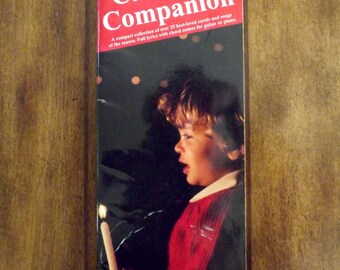 Companion
A compact collection of over 25 best-loved carols and songs
of the season. Full lyrics with chord names for guitar or piano.